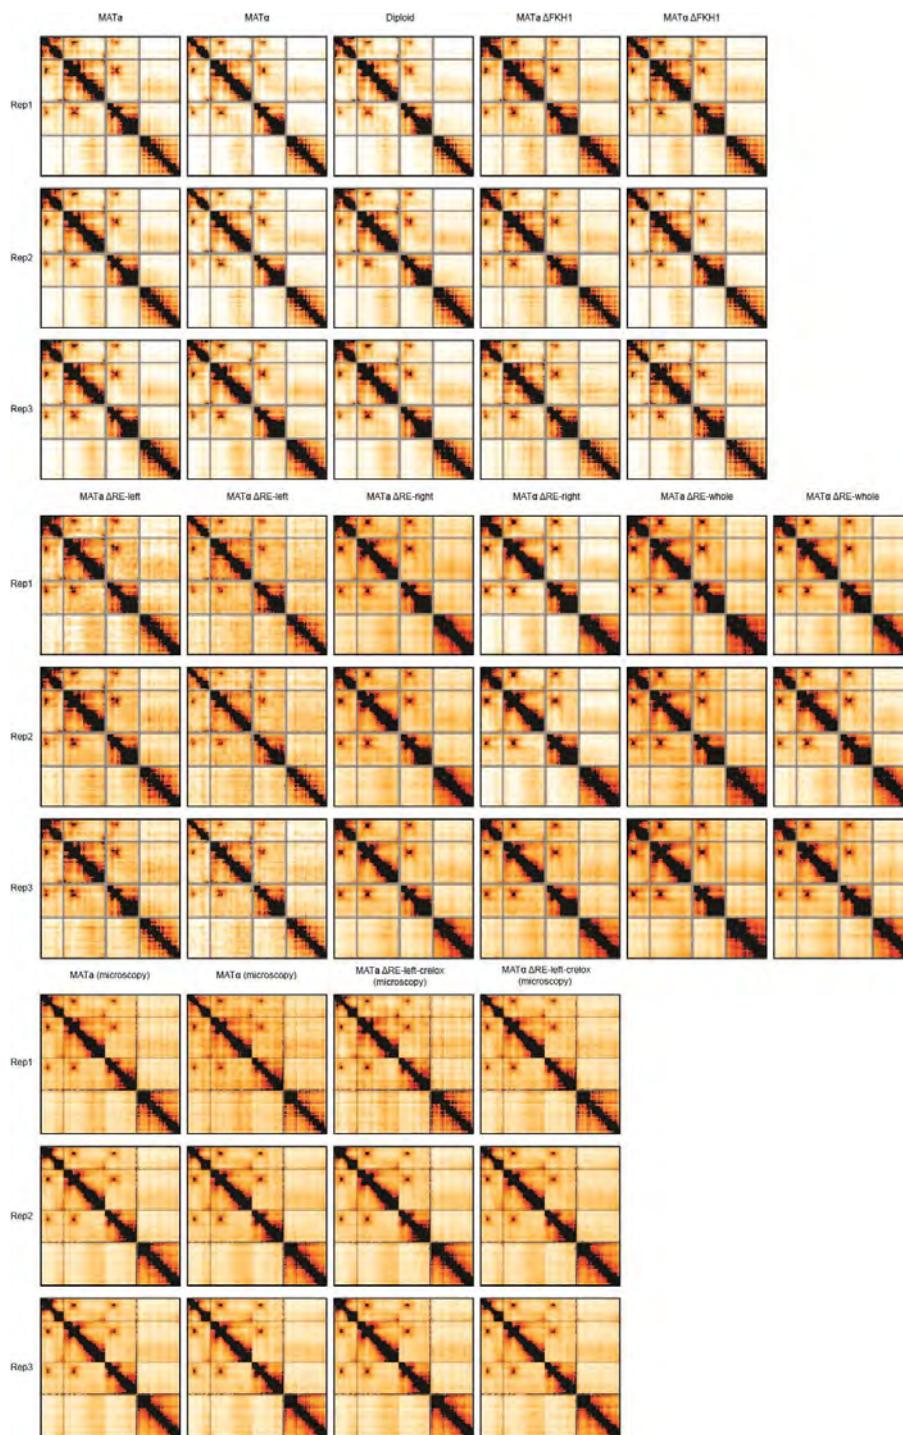 MATa MATα Diploid MATa ΔFKH1 MATα ΔFKH1
Rep1
Rep2
Rep3
MATa ΔRE-left MATα ΔRE-left MATa ΔRE-right MATα ΔRE-right MATa ΔRE-whole MATα ΔRE-whole
Rep1
Rep2
Rep3
MATa (microscopy) MATα (microscopy) MATa ΔRE-left-crelox (microscopy) MATα ΔRE-left-crelox (microscopy)
Rep1
Rep2
Rep3